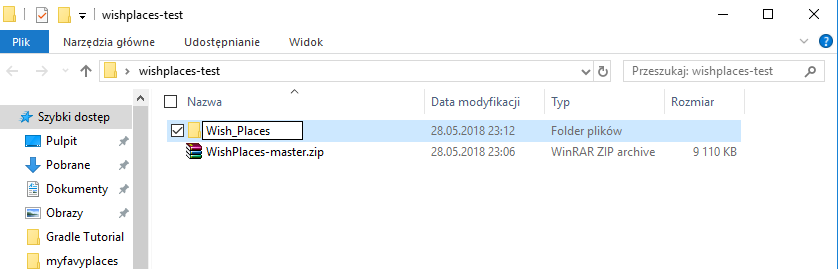 wishplaces-test
Plik Narzędzia główne Udostępnianie Widok
wishplaces-test Przeszukaj: wishplaces-test
Szybki dostęp
Pulpit
Pobrane
Dokumenty
Obrazy
Gradle Tutorial
myfavyplaces
Nazwa Data modyfikacji Typ Rozmiar
Wish_Places 28.05.2018 23:12 Folder plików
WishPlaces-master.zip 28.05.2018 23:06 WinRAR ZIP archive 9 110 KB